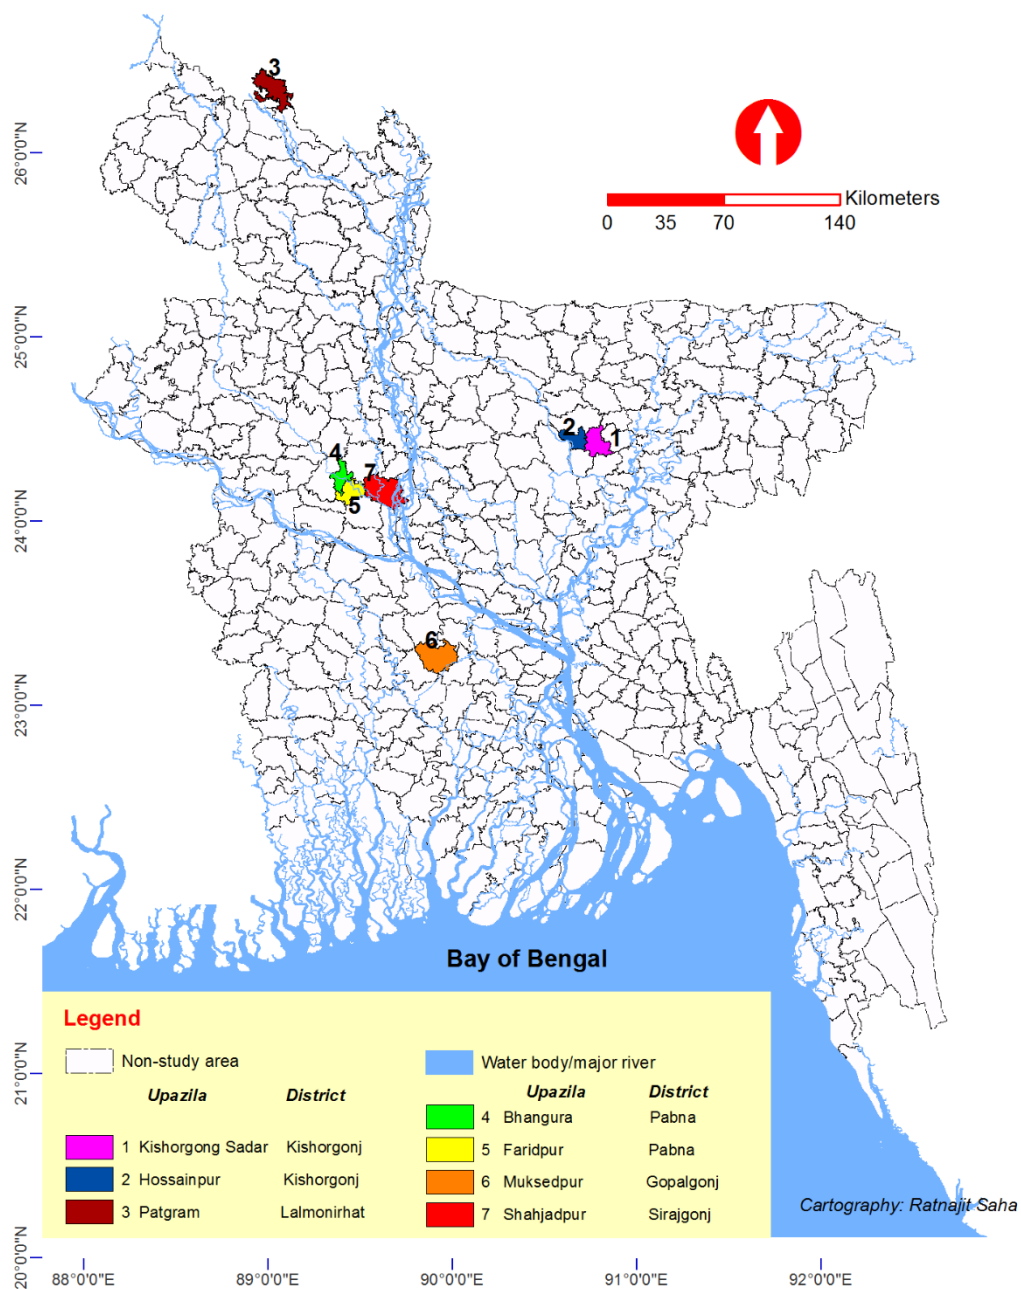 3
26°0'0"N
Kilometers
0 35 70 140
25°0'0"N
2 1
4
7
5
24°0'0"N
6
23°0'0"N
22°0'0"N
Bay of Bengal
Legend
Non-study area
Water body/major river
Upazila District
Upazila District
4 Bhangura Pabna
1 Kishorgong Sadar Kishorgonj
5 Faridpur Pabna
2 Hossainpur Kishorgonj
6 Muksedpur Gopalgonj
3 Patgram Lalmonirhat
7 Shahjadpur Sirajgonj
Cartography: Ratnajit Saha
21°0'0"N
20°0'0"N
88°0'0"E 89°0'0"E 90°0'0"E 91°0'0"E 92°0'0"E